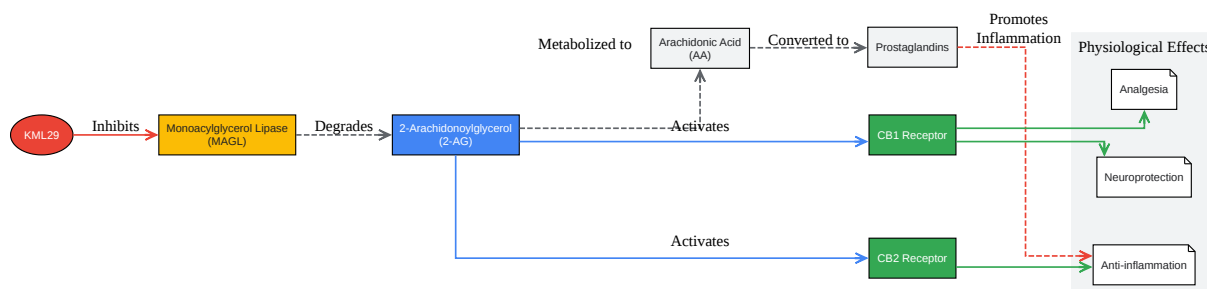 Promotes
Inflammation
Metabolized to
Arachidonic Acid
(AA)
Converted to
Prostaglandins
Physiological Effects
Analgesia
KML29
Inhibits
Monoacylglycerol Lipase
(MAGL)
Degrades
2-Arachidonoylglycerol
(2-AG)
Activates
CB1 Receptor
Neuroprotection
Activates
CB2 Receptor
Anti-inflammation